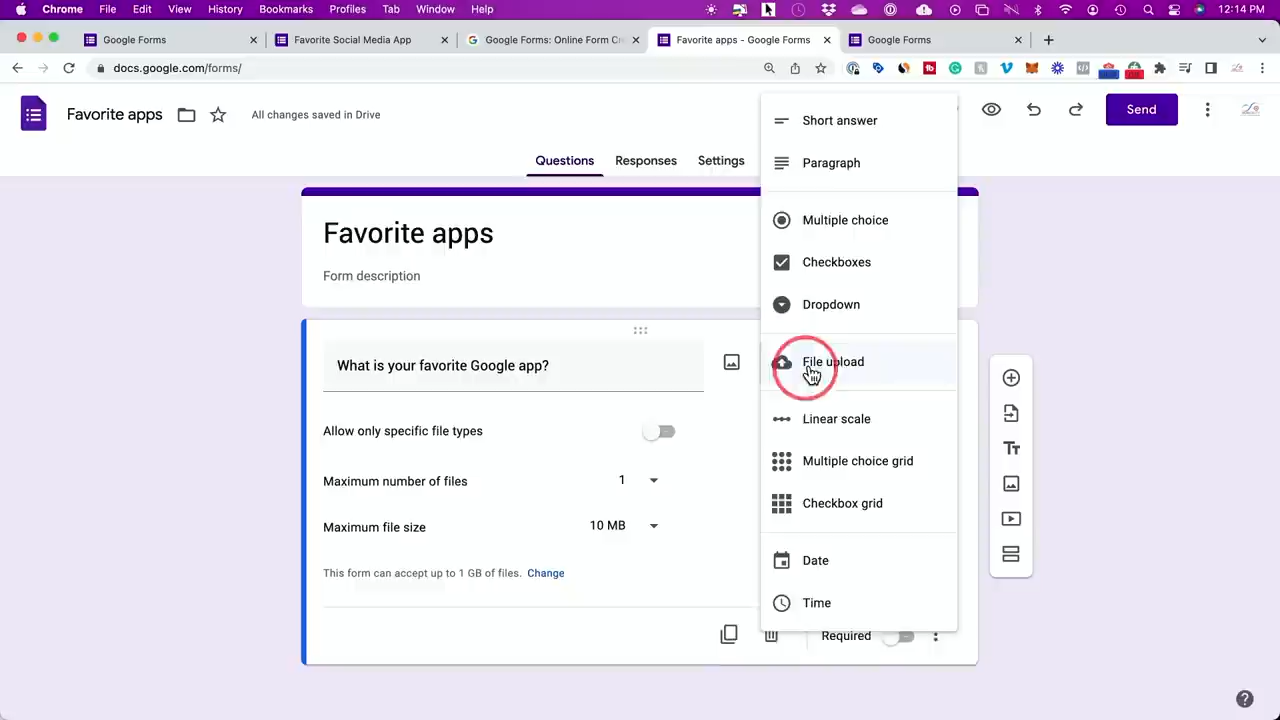 Chrome File Edit View History Bookmarks Profiles Tab Window Help 12:14 PM
Google Forms Favorite Social Media App Google Forms: Online Form Cr Favorite apps - Google Forms Google Forms
docs.google.com/forms/
Favorite apps All changes saved in Drive Send
Questions Responses Settings
Favorite apps
Form description
What is your favorite Google app?
Allow only specific file types
Maximum number of files 1
Maximum file size 10 MB
This form can accept up to 1 GB of files. Change
Required
Short answer
Paragraph
Multiple choice
Checkboxes
Dropdown
File upload
Linear scale
Multiple choice grid
Checkbox grid
Date
Time